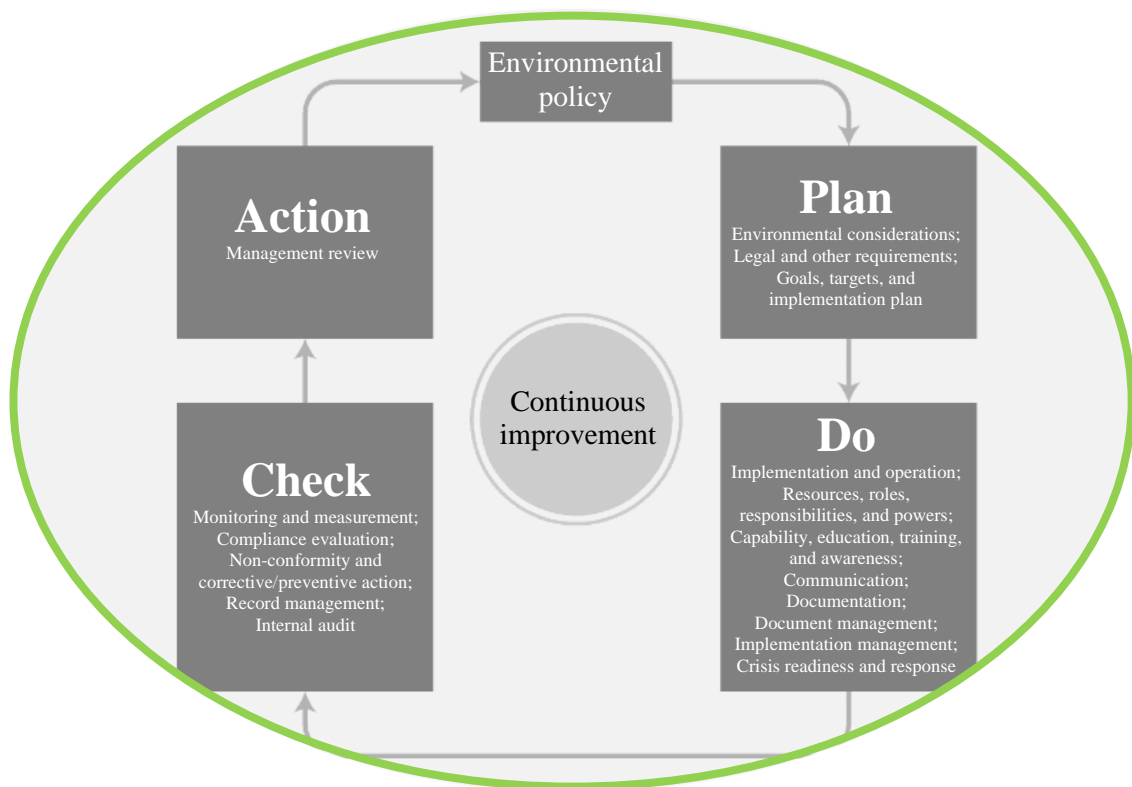 Environmental
policy
Action
Management review
Plan
Environmental considerations;
Legal and other requirements;
Goals, targets, and
implementation plan
Continuous
improvement
Check
Monitoring and measurement;
Compliance evaluation;
Non-conformity and
corrective/preventive action;
Record management;
Internal audit
Do
Implementation and operation;
Resources, roles,
responsibilities, and powers;
Capability, education, training,
and awareness;
Communication;
Documentation;
Document management;
Implementation management;
Crisis readiness and response